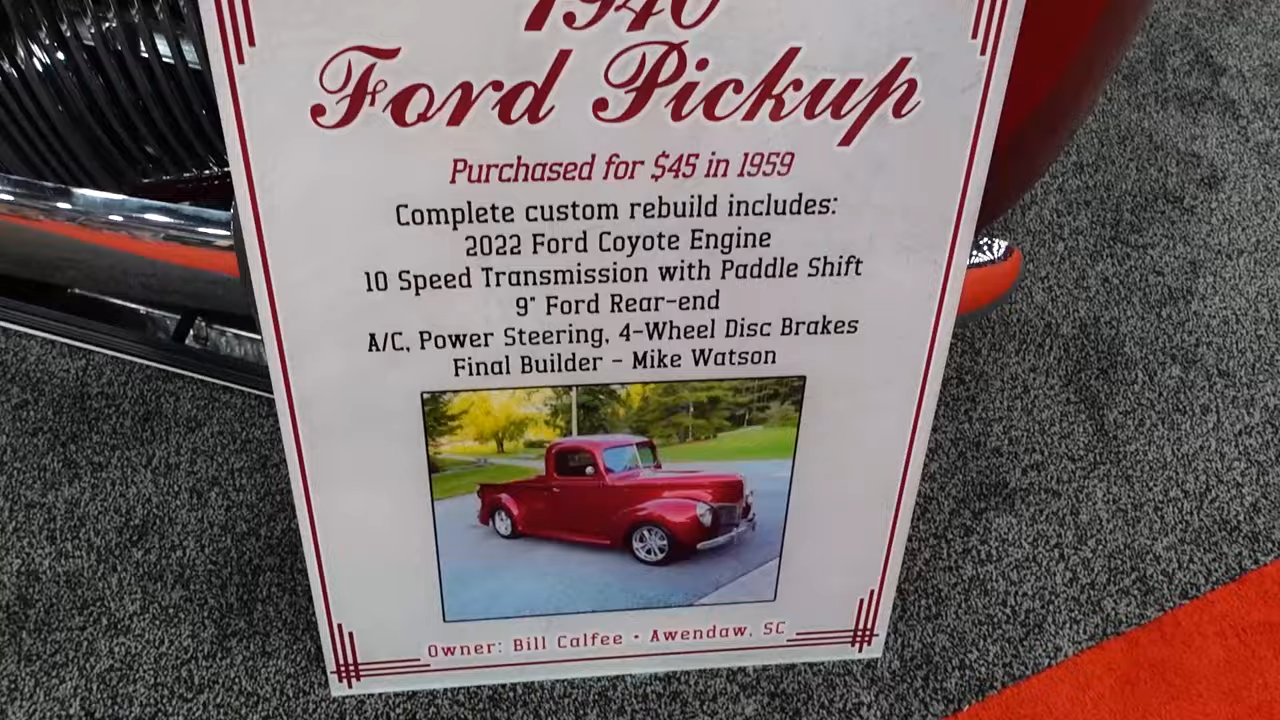 1940
Ford Pickup
Purchased for $45 in 1959
Complete custom rebuild includes:
2022 Ford Coyote Engine
10 Speed Transmission with Paddle Shift
9" Ford Rear-end
A/C, Power Steering, 4-Wheel Disc Brakes
Final Builder - Mike Watson
Owner: Bill Calfee • Awendaw, SC